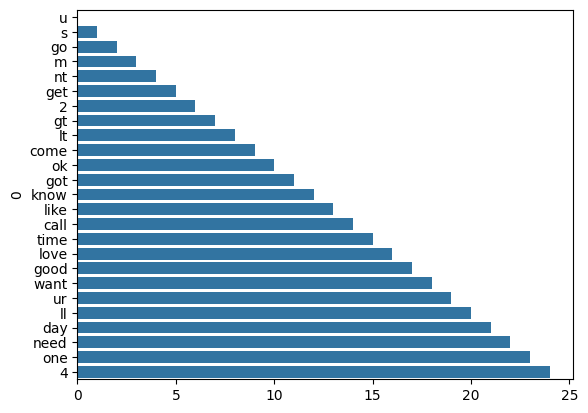 u
s
go
m
nt
get
2
gt
lt
come
ok
got
know
like
call
time
love
good
want
ur
ll
day
need
one
4
0
0 5 10 15 20 25